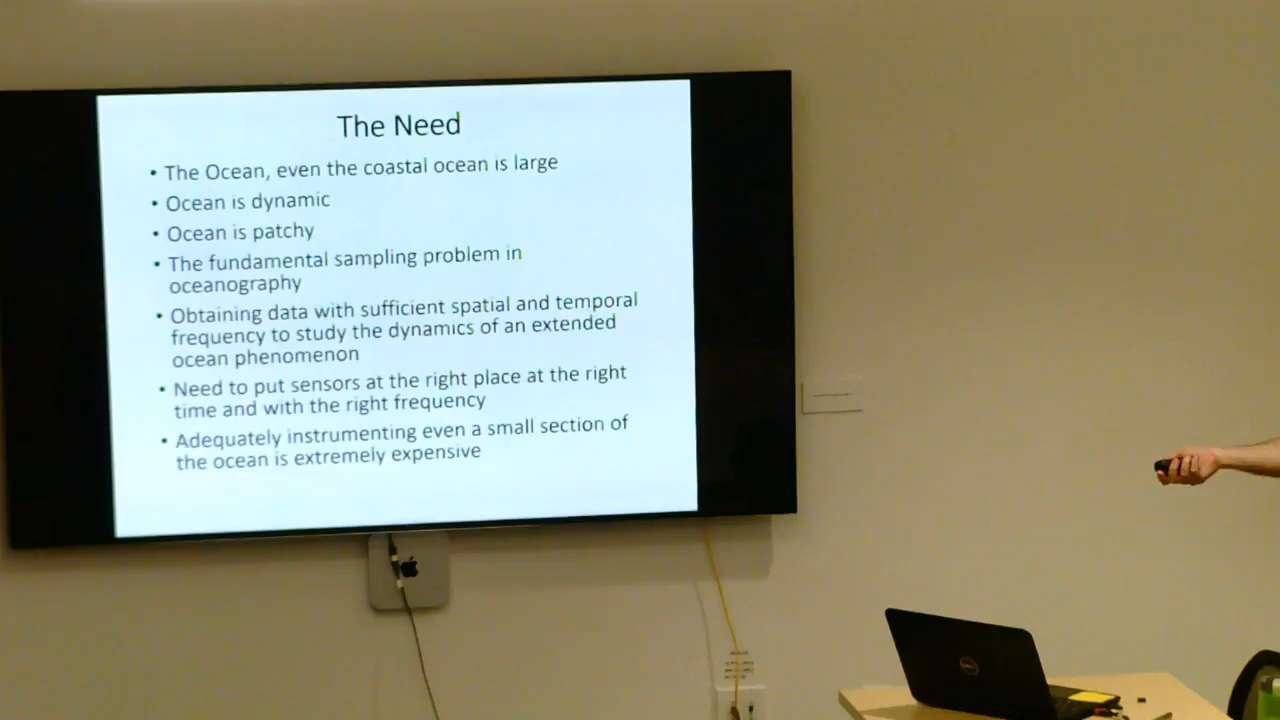 The Need
• The Ocean, even the coastal ocean is large
• Ocean is dynamic
• Ocean is patchy
• The fundamental sampling problem in
oceanography
• Obtaining data with sufficient spatial and temporal
frequency to study the dynamics of an extended
ocean phenomenon
• Need to put sensors at the right place at the right
time and with the right frequency
• Adequately instrumenting even a small section of
the ocean is extremely expensive
DELL